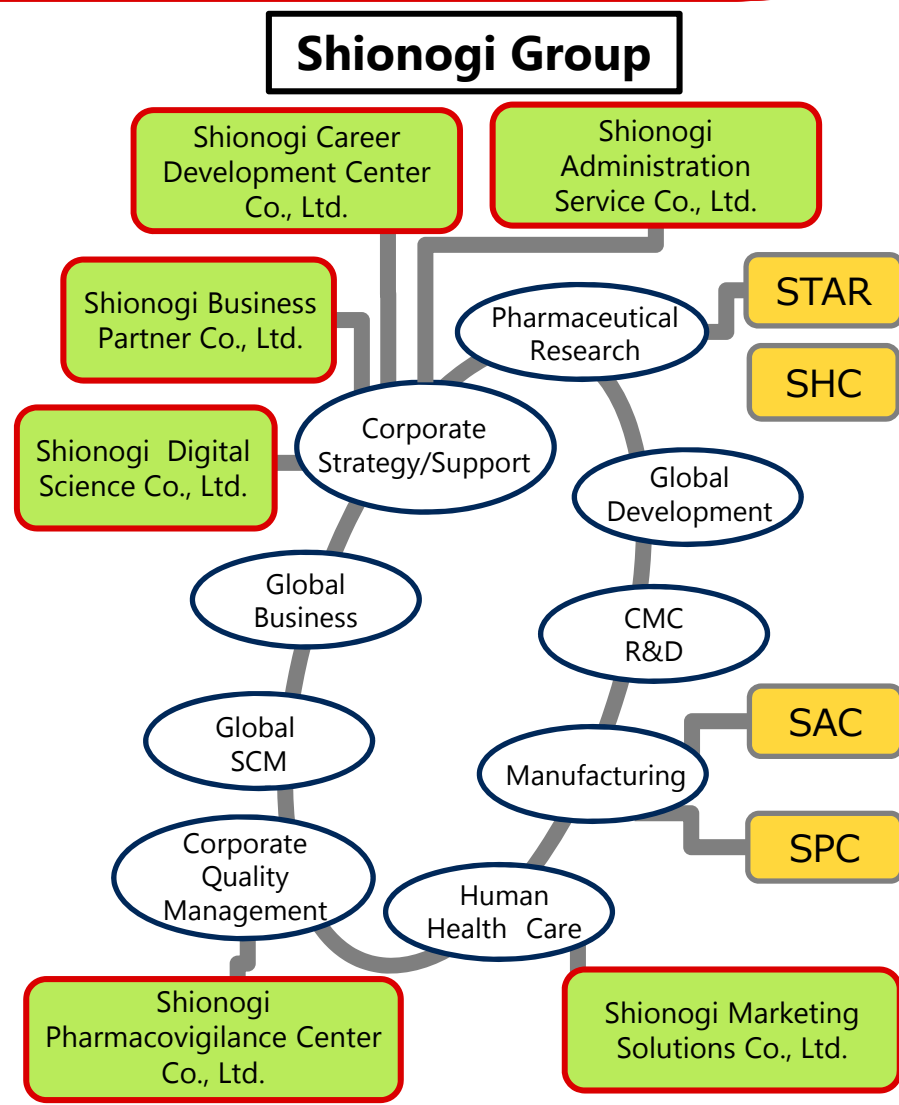 Shionogi Group
Shionogi Career
Development Center
Co., Ltd.
Shionogi
Administration
Service Co., Ltd.
Shionogi Business
Partner Co., Ltd.
Pharmaceutical
Research
STAR
SHC
Corporate
Strategy/Support
Shionogi Digital
Science Co., Ltd.
Global
Development
Global
Business
CMC
R&D
Global
SCM
Manufacturing
SAC
SPC
Corporate
Quality
Management
Human
Health Care
Shionogi
Pharmacovigilance Center
Co., Ltd.
Shionogi Marketing
Solutions Co., Ltd.